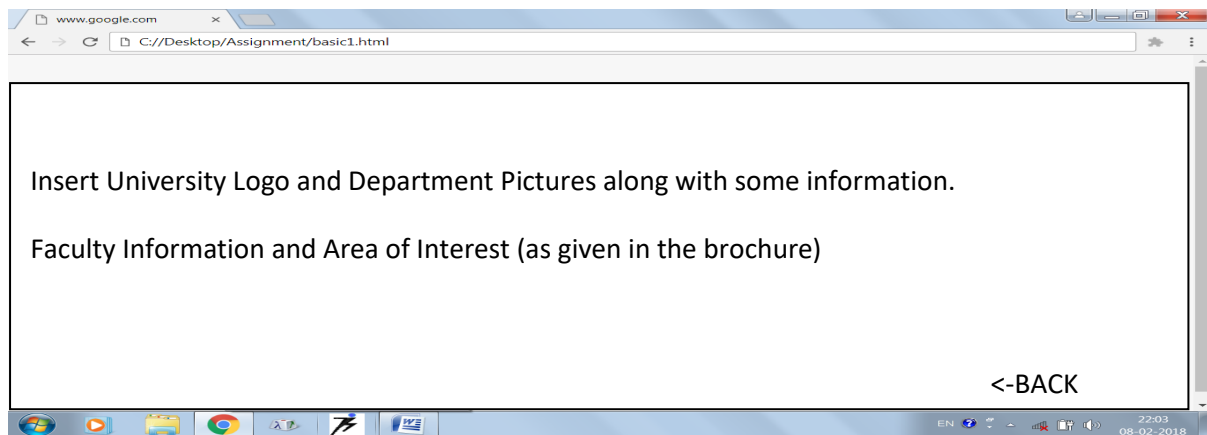 www.google.com
C://Desktop/Assignment/basic1.html
Insert University Logo and Department Pictures along with some information.
Faculty Information and Area of Interest (as given in the brochure)
<-BACK
EN
22:03
08-02-2018